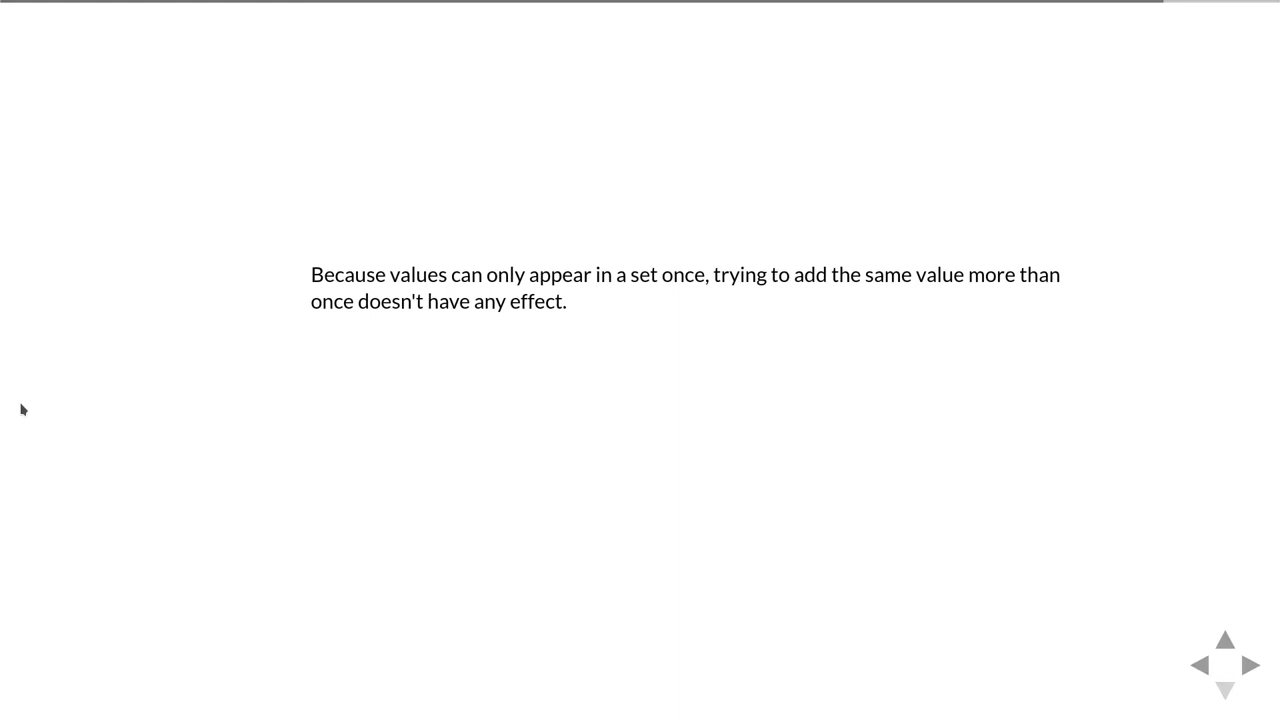 Because values can only appear in a set once, trying to add the same value more than
once doesn't have any effect.